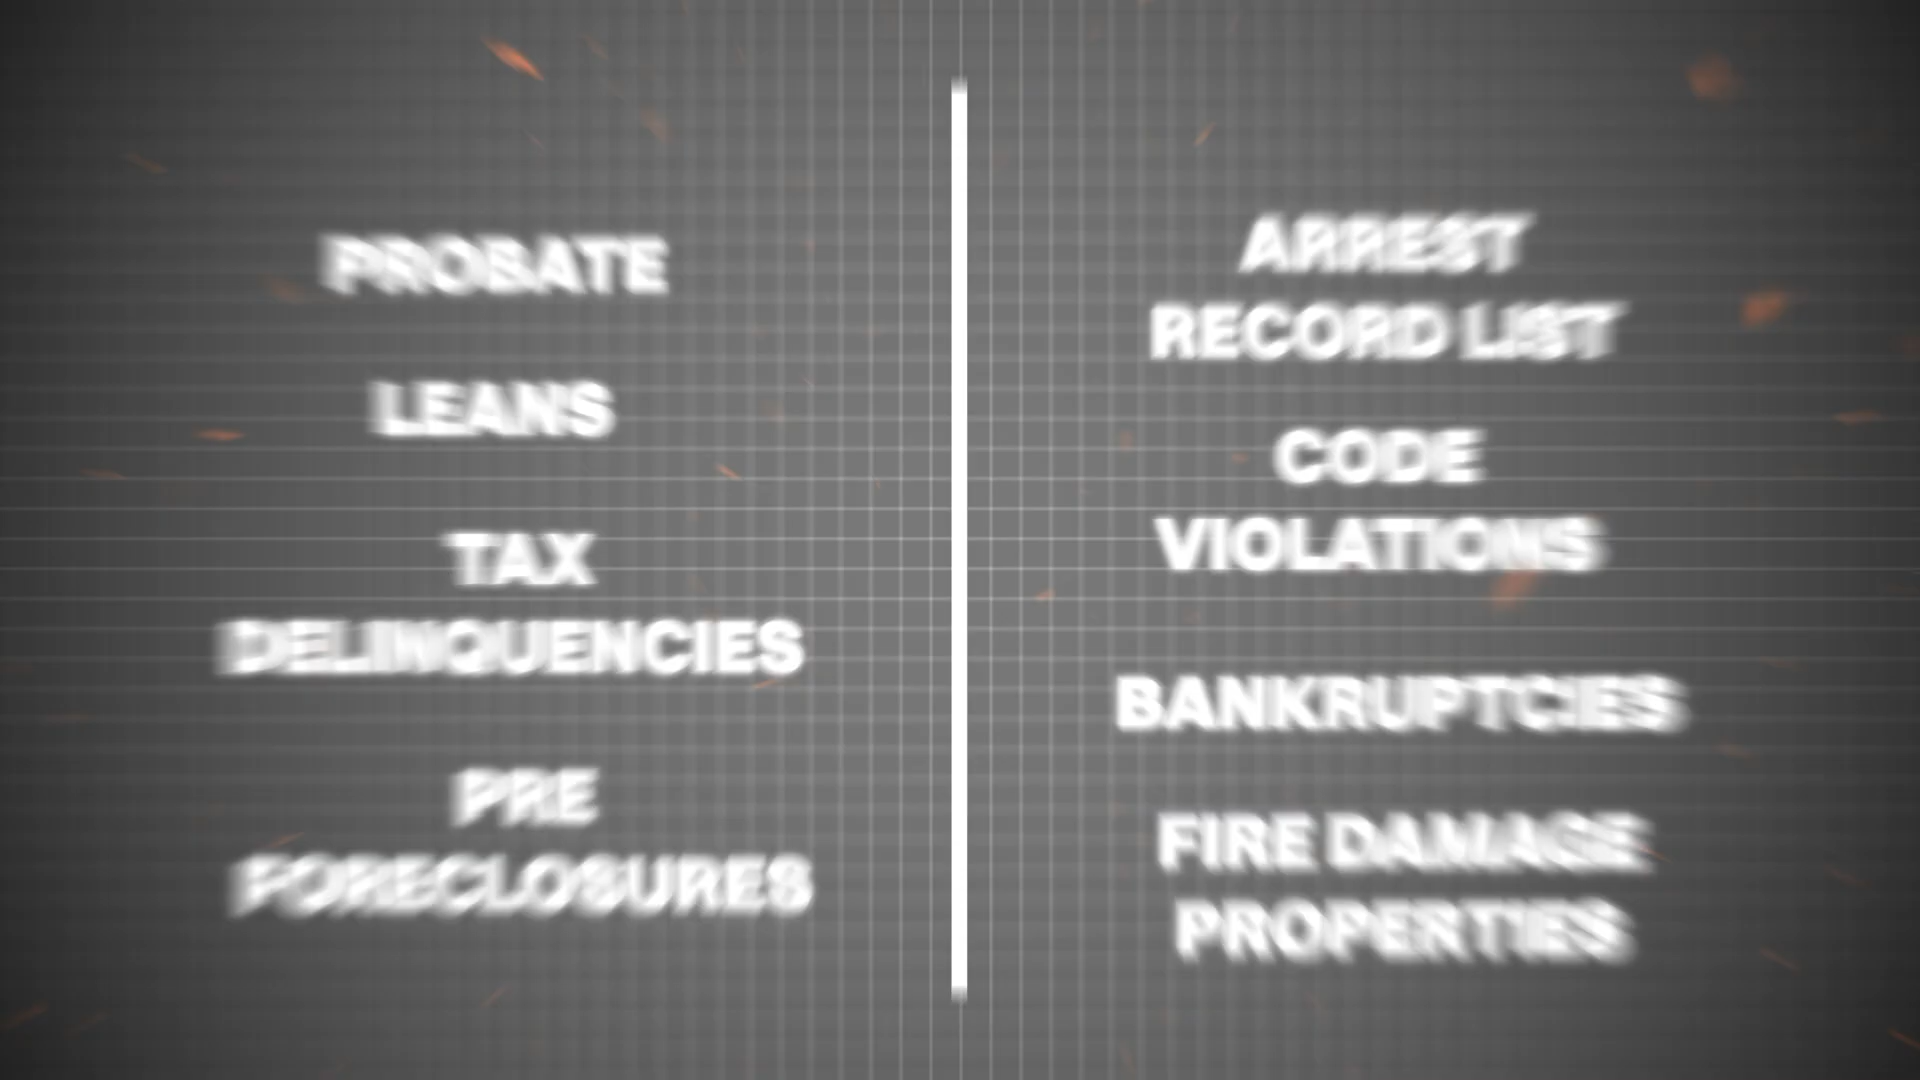 PROBATE
LEANS
TAX
DELINQUENCIES
PRE
FORECLOSURES
ARREST
RECORD LIST
CODE
VIOLATIONS
BANKRUPTCIES
FIRE DAMAGE
PROPERTIES